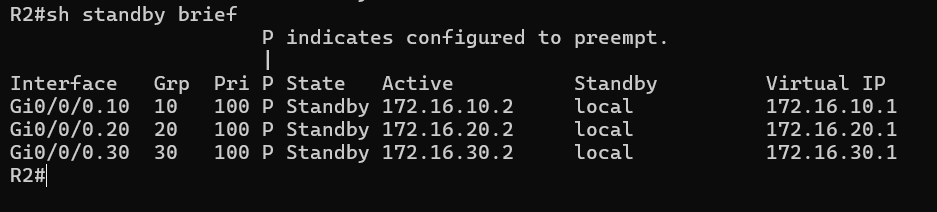 R2#sh standby brief
P indicates configured to preempt.
|
Interface   Grp  Pri P State   Active          Standby         Virtual IP
Gi0/0/0.10  10   100 P Standby 172.16.10.2     local           172.16.10.1
Gi0/0/0.20  20   100 P Standby 172.16.20.2     local           172.16.20.1
Gi0/0/0.30  30   100 P Standby 172.16.30.2     local           172.16.30.1
R2#